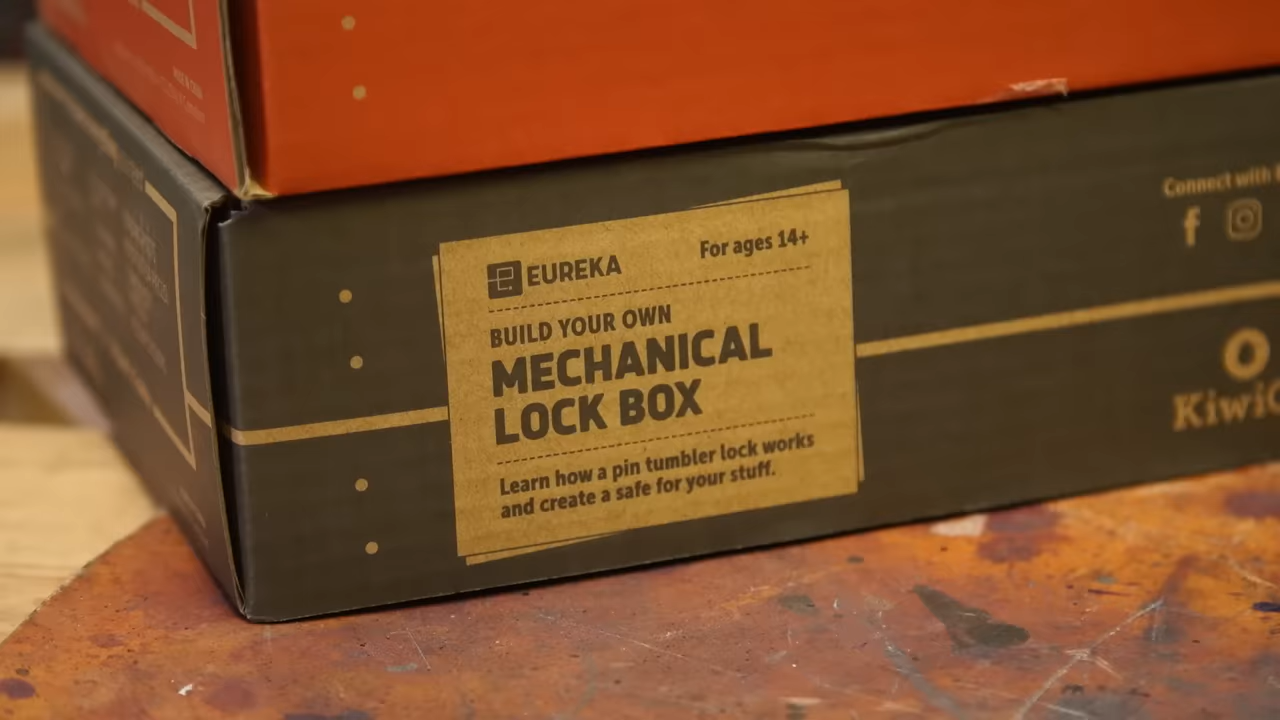 EUREKA
For ages 14+
BUILD YOUR OWN
MECHANICAL
LOCK BOX
Learn how a pin tumbler lock works
and create a safe for your stuff.
Connect with
f